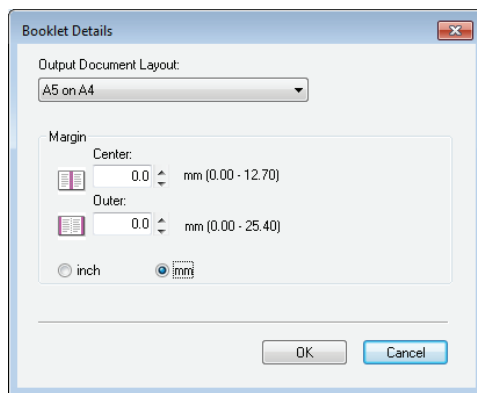 Booklet Details
Output Document Layout:
A5 on A4
Margin
Center:
0.0 mm (0.00 - 12.70)
Outer:
0.0 mm (0.00 - 25.40)
inch mm
OK Cancel